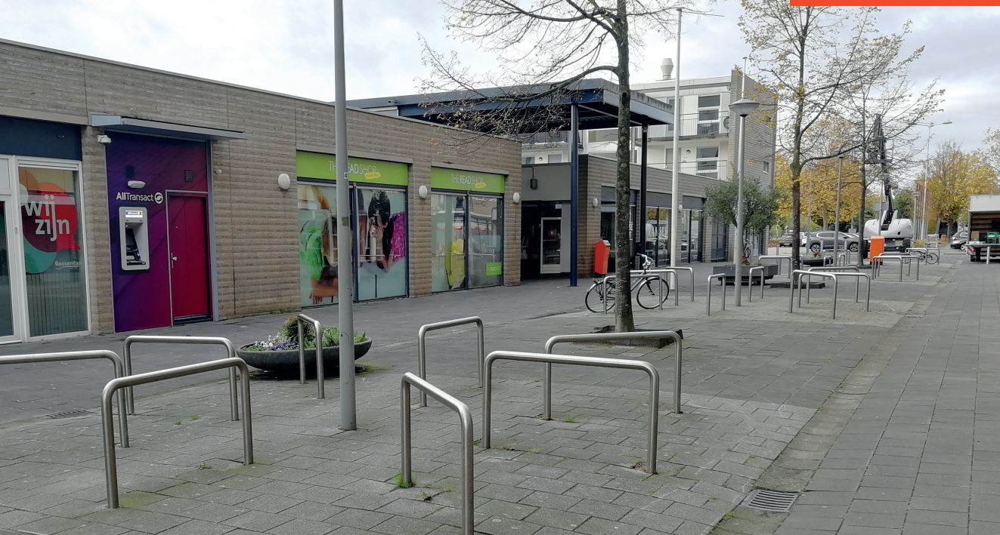 wij
zijn
Roosendaal
AllTransact
THE READ SHOP
THE READ SHOP